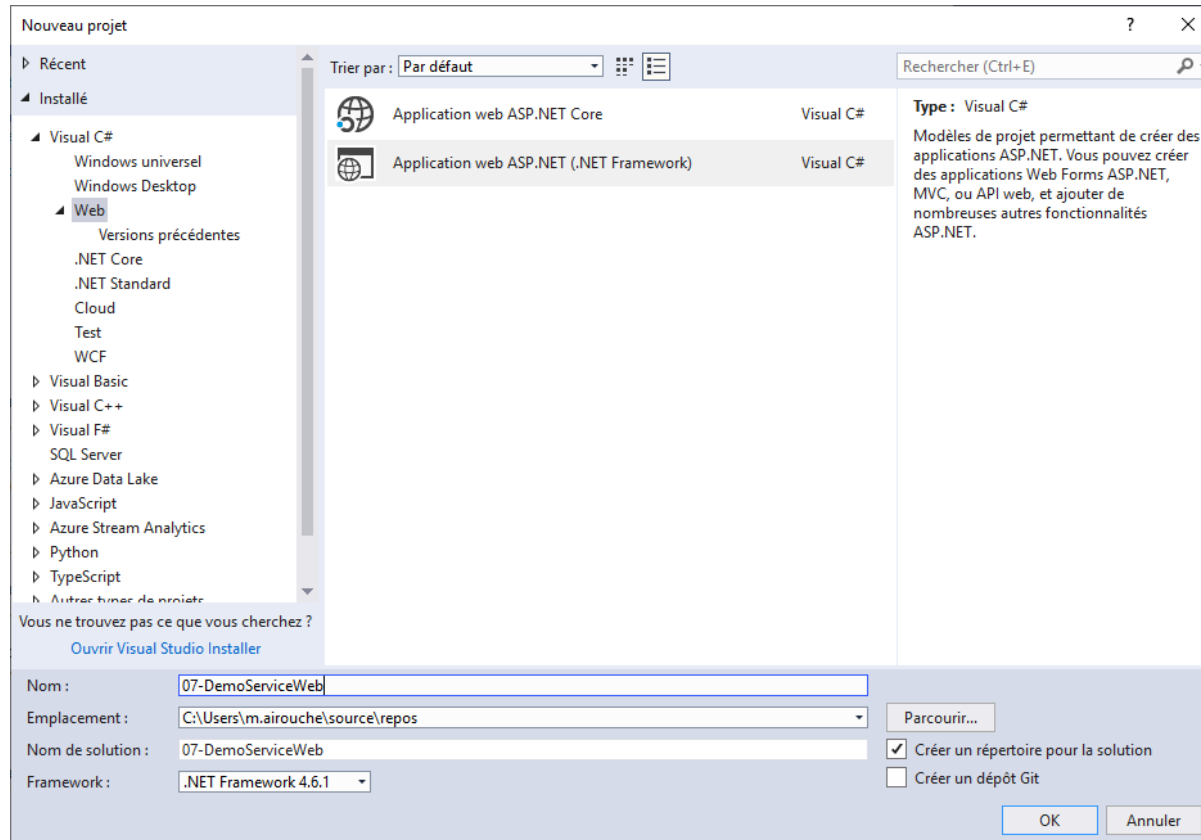 Nouveau projet
?
Récent
Installé
Visual C#
Windows universel
Windows Desktop
Web
Versions précédentes
.NET Core
.NET Standard
Cloud
Test
WCF
Visual Basic
Visual C++
Visual F#
SQL Server
Azure Data Lake
JavaScript
Azure Stream Analytics
Python
TypeScript
Autres types de projets
Vous ne trouvez pas ce que vous cherchez ?
Ouvrir Visual Studio Installer
Trier par : Par défaut
Application web ASP.NET Core Visual C#
Application web ASP.NET (.NET Framework) Visual C#
Rechercher (Ctrl+E)
Type : Visual C#
Modèles de projet permettant de créer des
applications ASP.NET. Vous pouvez créer
des applications Web Forms ASP.NET,
MVC, ou API web, et ajouter de
nombreuses autres fonctionnalités
ASP.NET.
Nom : 07-DemoServiceWeb
Emplacement : C:\Users\m.airouche\source\repos Parcourir...
Nom de solution : 07-DemoServiceWeb Créer un répertoire pour la solution
Framework : .NET Framework 4.6.1 Créer un dépôt Git
OK Annuler